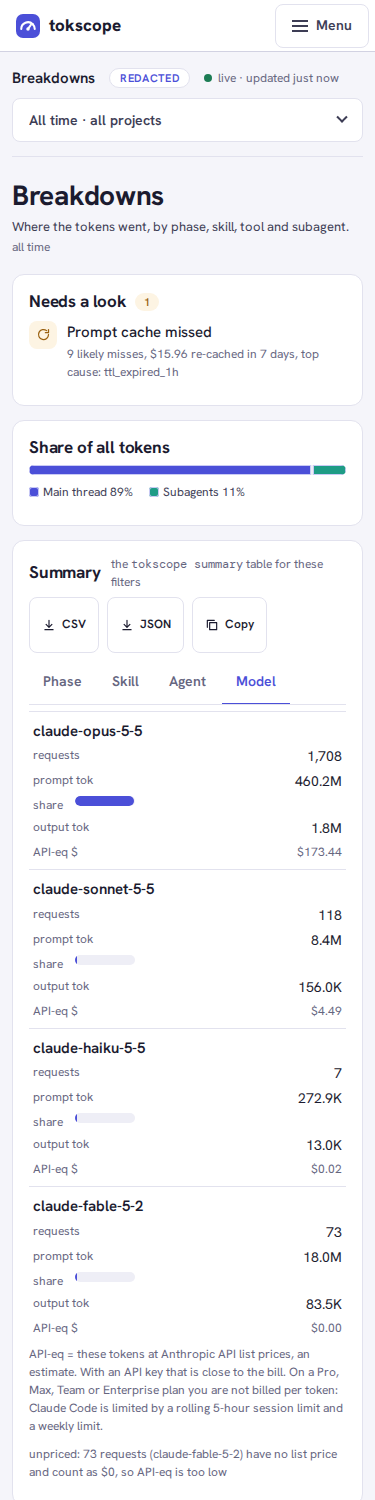 tokscope
Menu
Breakdowns
REDACTED
live · updated just now
All time · all projects
Breakdowns
Where the tokens went, by phase, skill, tool and subagent.
all time
Needs a look 1
Prompt cache missed
9 likely misses, $15.96 re-cached in 7 days, top
cause: ttl_expired_1h
Share of all tokens
Main thread 89% Subagents 11%
Summary the tokscope summary table for these
filters
CSV JSON Copy
Phase Skill Agent Model
claude-opus-5-5
requests 1,708
prompt tok 460.2M
share
output tok 1.8M
API-eq $ $173.44
claude-sonnet-5-5
requests 118
prompt tok 8.4M
share
output tok 156.0K
API-eq $ $4.49
claude-haiku-5-5
requests 7
prompt tok 272.9K
share
output tok 13.0K
API-eq $ $0.02
claude-fable-5-2
requests 73
prompt tok 18.0M
share
output tok 83.5K
API-eq $ $0.00
API-eq = these tokens at Anthropic API list prices, an
estimate. With an API key that is close to the bill. On a Pro,
Max, Team or Enterprise plan you are not billed per token:
Claude Code is limited by a rolling 5-hour session limit and
a weekly limit.
unpriced: 73 requests (claude-fable-5-2) have no list price
and count as $0, so API-eq is too low